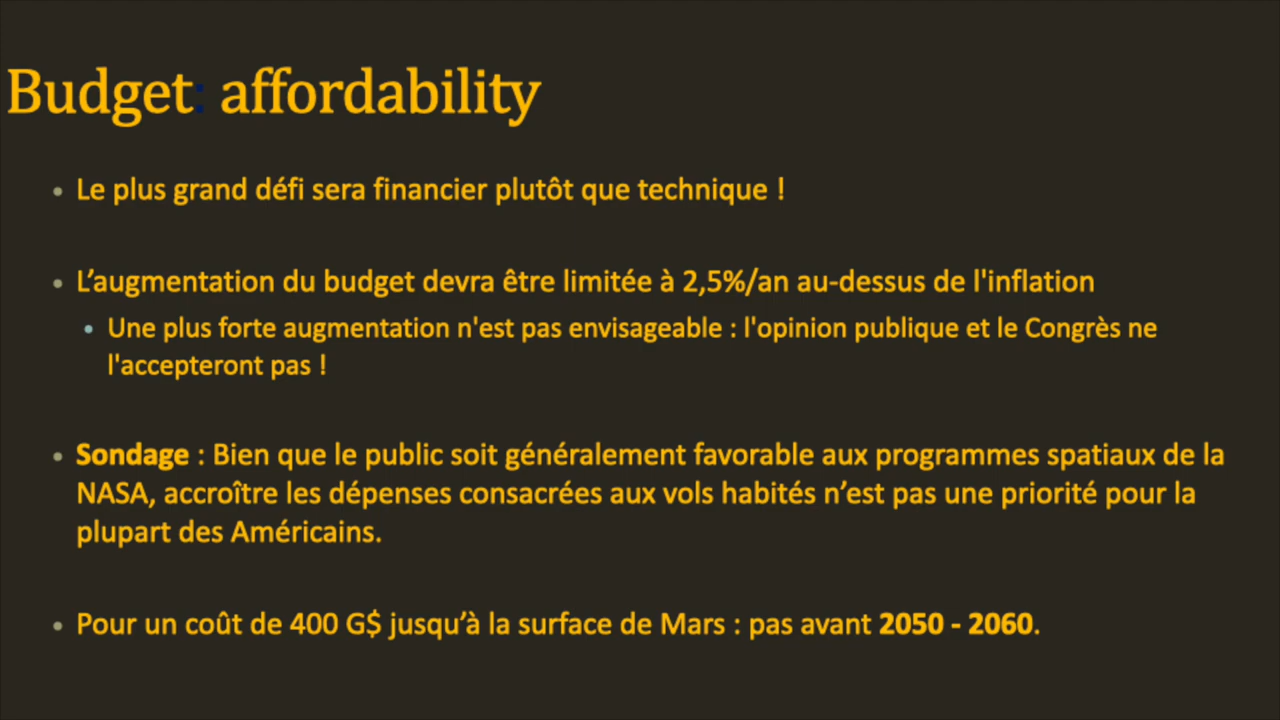 Budget: affordability
Le plus grand défi sera financier plutôt que technique !
L’augmentation du budget devra être limitée à 2,5%/an au-dessus de l'inflation
Une plus forte augmentation n'est pas envisageable : l'opinion publique et le Congrès ne
l'accepteront pas !
Sondage : Bien que le public soit généralement favorable aux programmes spatiaux de la
NASA, accroître les dépenses consacrées aux vols habités n’est pas une priorité pour la
plupart des Américains.
Pour un coût de 400 G$ jusqu’à la surface de Mars : pas avant 2050 - 2060.